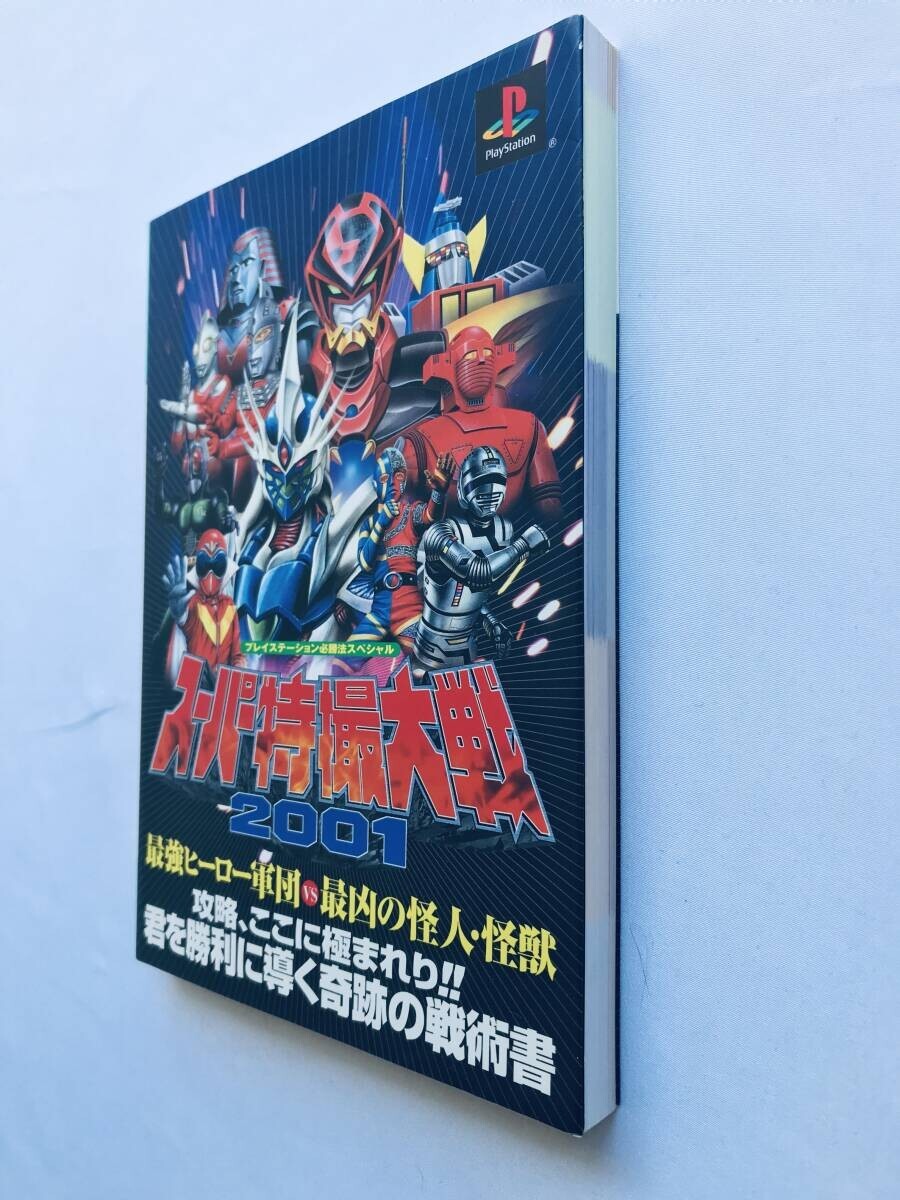 PlayStation
®
プレイステーション必勝法スペシャル
スーパー特撮大戦
2001
最強ヒーロー軍団VS最凶の怪人・怪獣
攻略、ここに極まれり!!
君を勝利に導く奇跡の戦術書